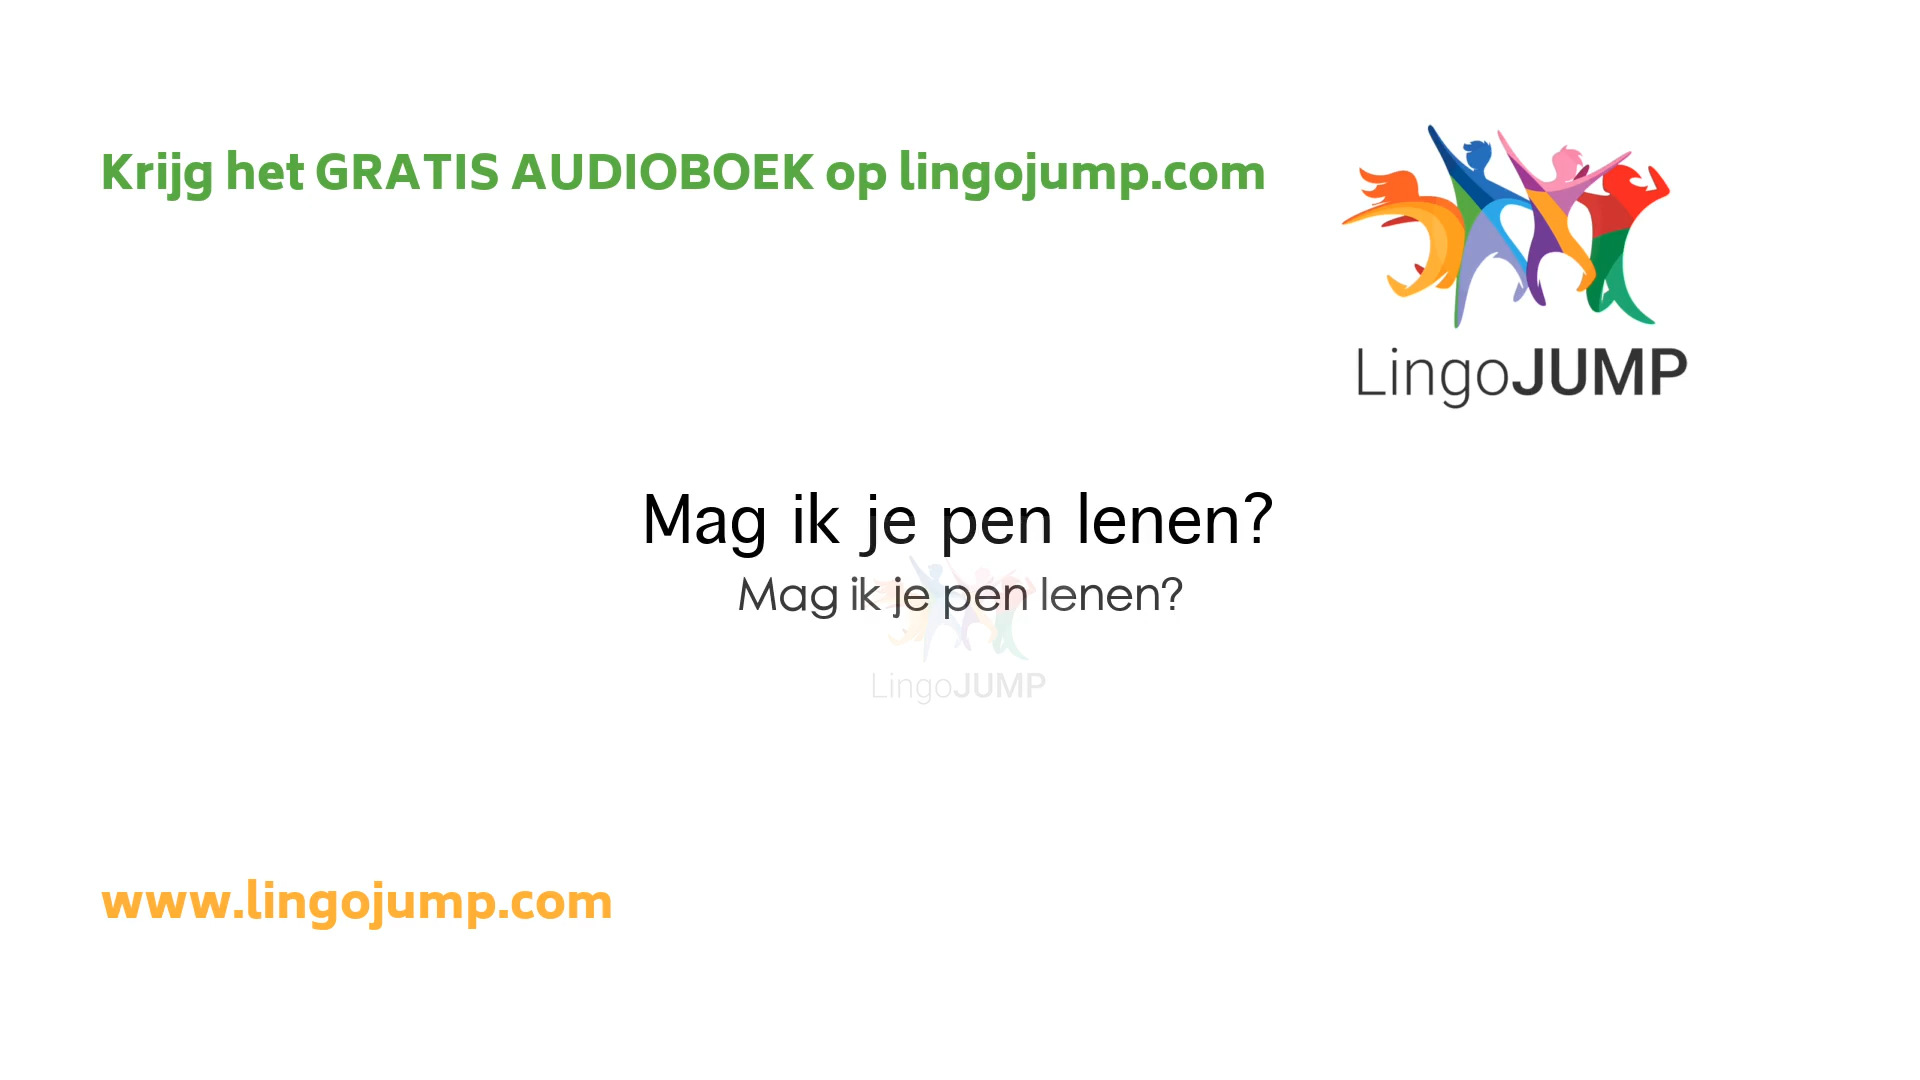 Krijg het GRATIS AUDIOBOEK op lingojump.com
LingoJUMP
Mag ik je pen lenen?
Mag ik je pen lenen?
LingoJUMP
www.lingojump.com